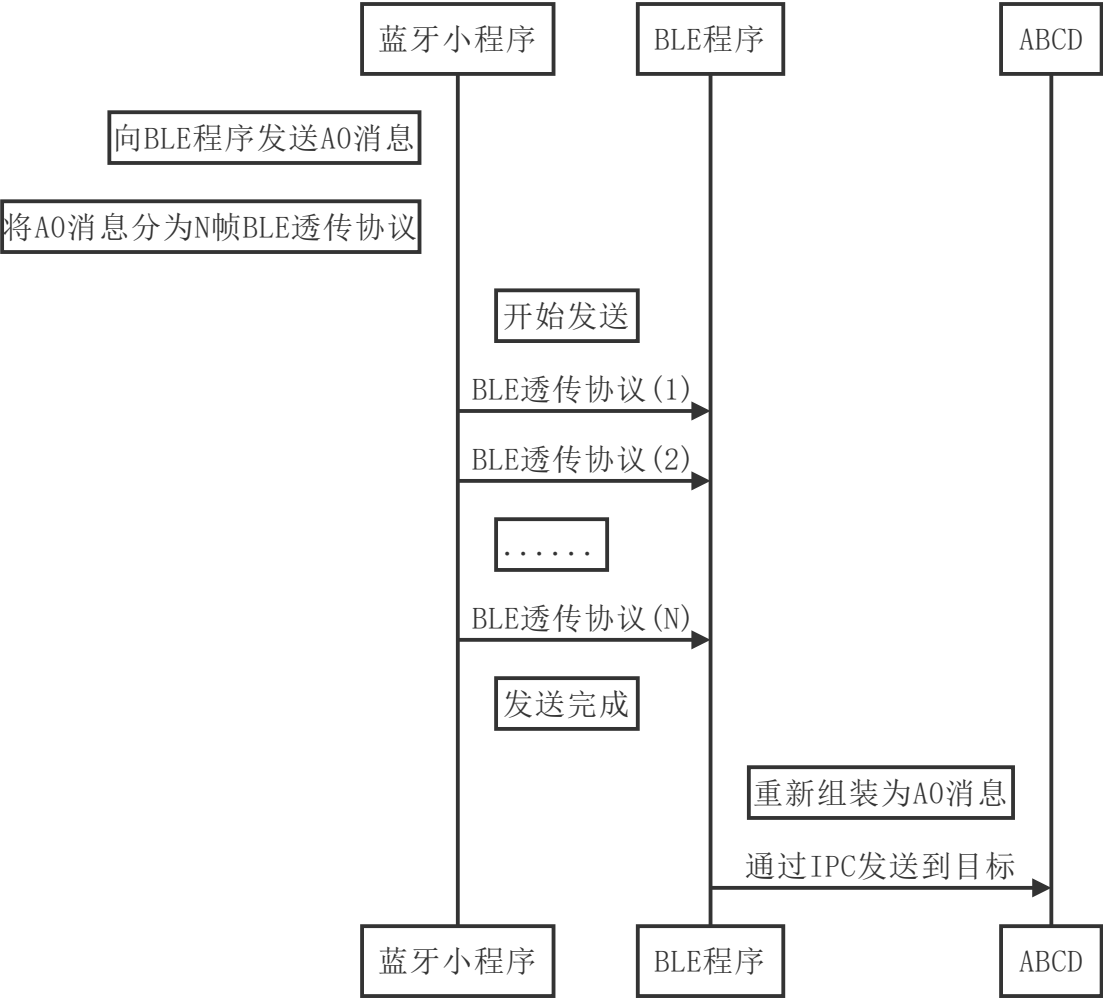 蓝牙小程序
BLE程序
ABCD
向BLE程序发送A0消息
将A0消息分为N帧BLE透传协议
开始发送
BLE透传协议(1)
BLE透传协议(2)
......
BLE透传协议(N)
发送完成
重新组装为A0消息
通过IPC发送到目标
蓝牙小程序
BLE程序
ABCD